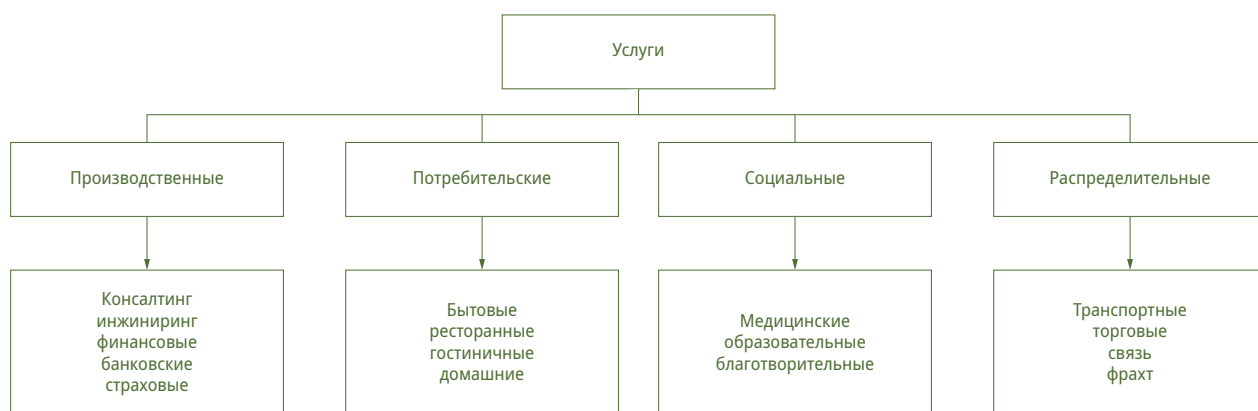 Услуги
Производственные
Потребительские
Социальные
Распределительные
Консалтинг
инжиниринг
финансовые
банковские
страховые
Бытовые
ресторанные
гостиничные
домашние
Медицинские
образовательные
благотворительные
Транспортные
торговые
связь
фрахт